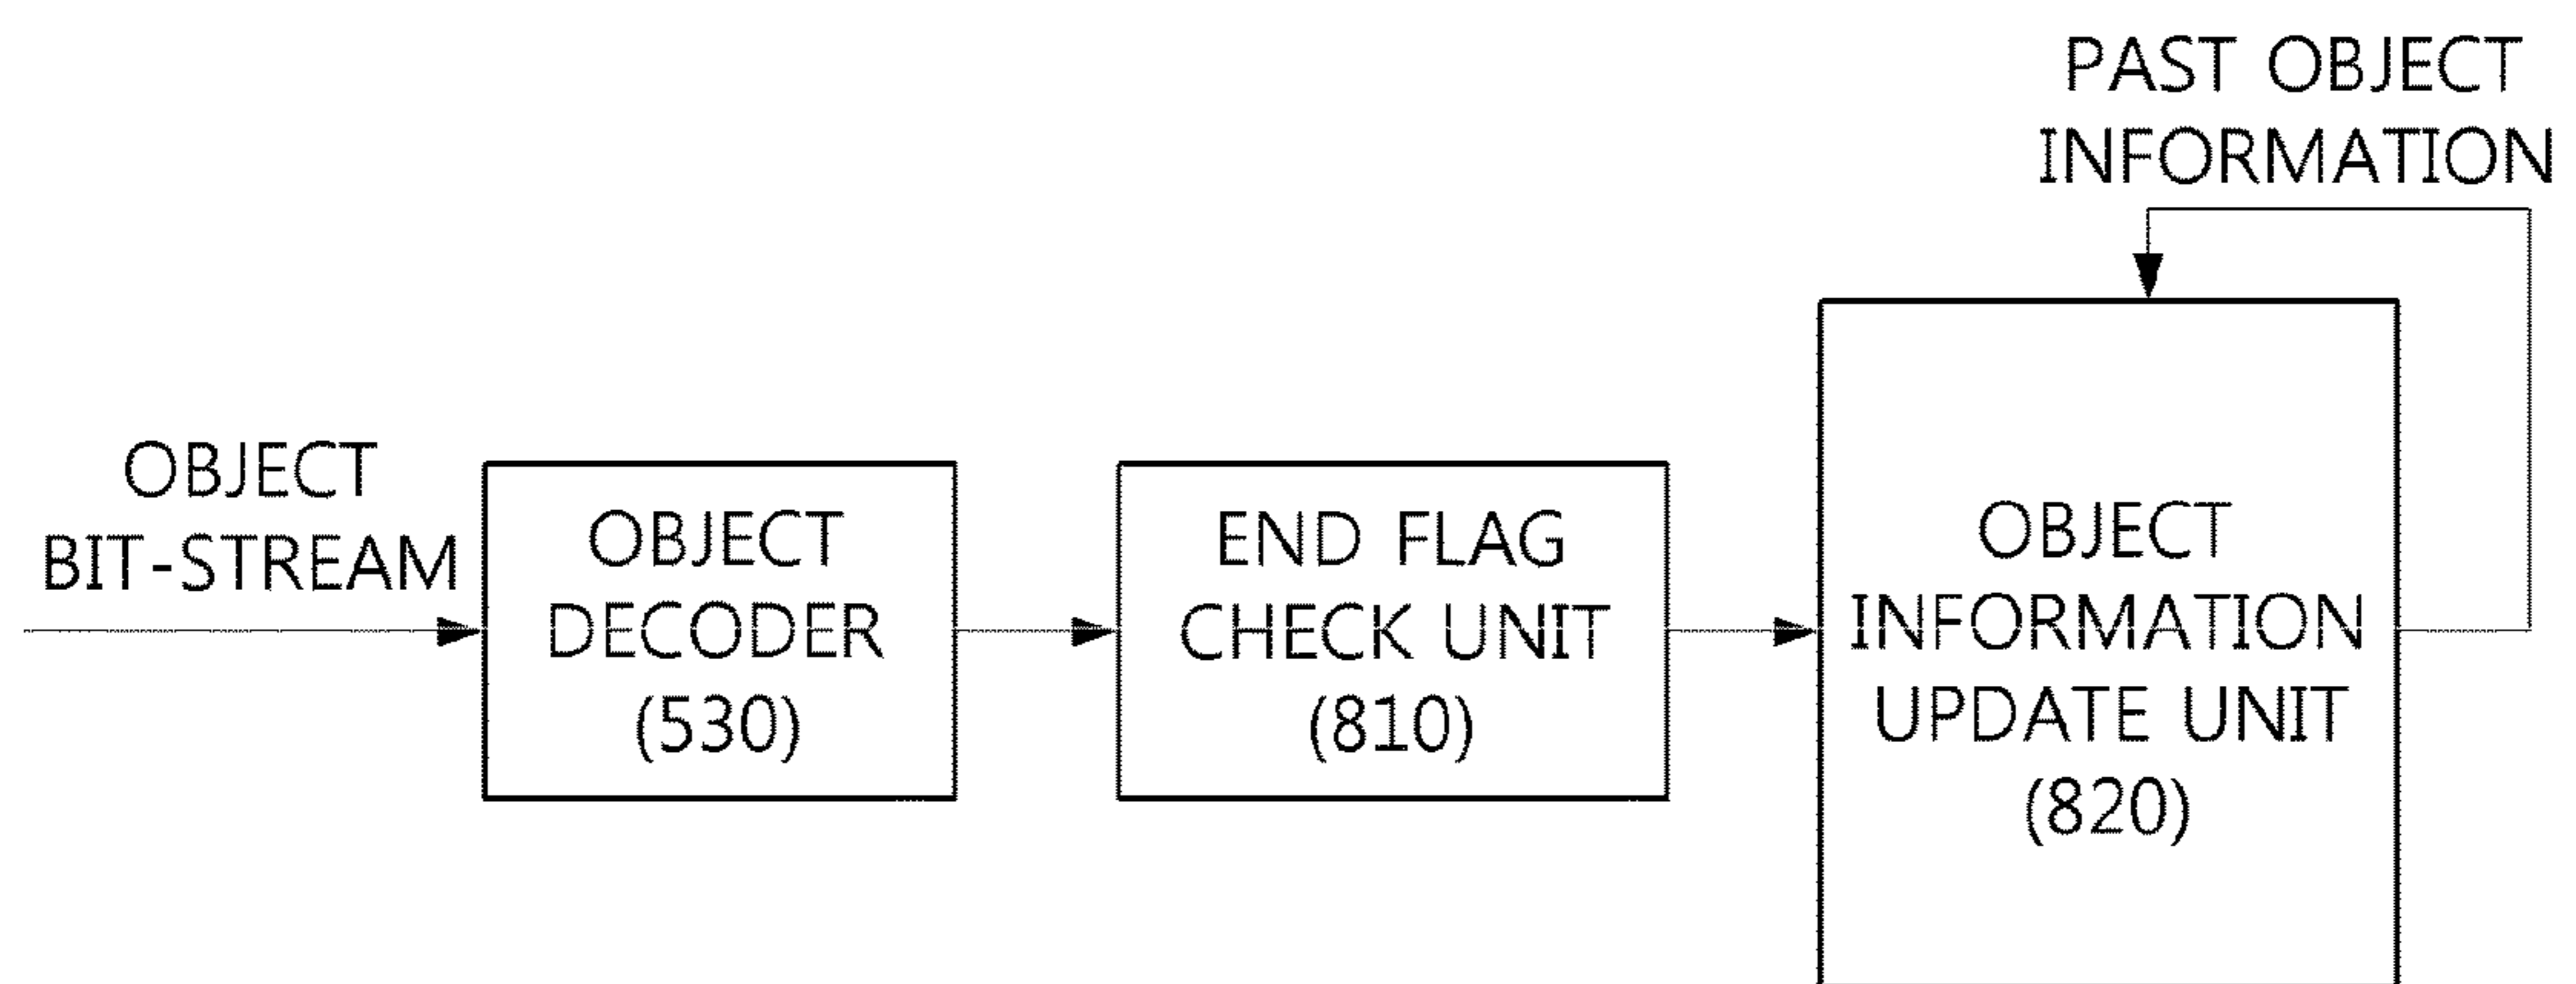 PAST OBJECT
INFORMATION
OBJECT
BIT-STREAM
OBJECT
DECODER
(530)
END FLAG
CHECK UNIT
(810)
OBJECT
INFORMATION
UPDATE UNIT
(820)